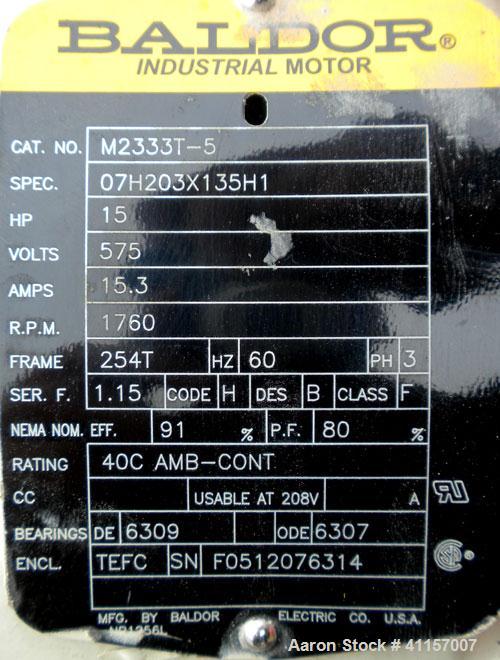 BALDOR®
INDUSTRIAL MOTOR
CAT. NO. M2333T-5
SPEC. 07H203X135H1
HP 15
VOLTS 575
AMPS 15.3
R.P.M. 1760
FRAME 254T HZ 60 PH 3
SER. F. 1.15 CODE H DES B CLASS F
NEMA NOM. EFF. 91 % P.F. 80 %
RATING 40C AMB-CONT
CC USABLE AT 208V A
BEARINGS DE 6309 ODE 6307
ENCL. TEFC SN F0512076314
MFG. BY BALDOR ELECTRIC CO. U.S.A.
Aaron Stock # 41157007